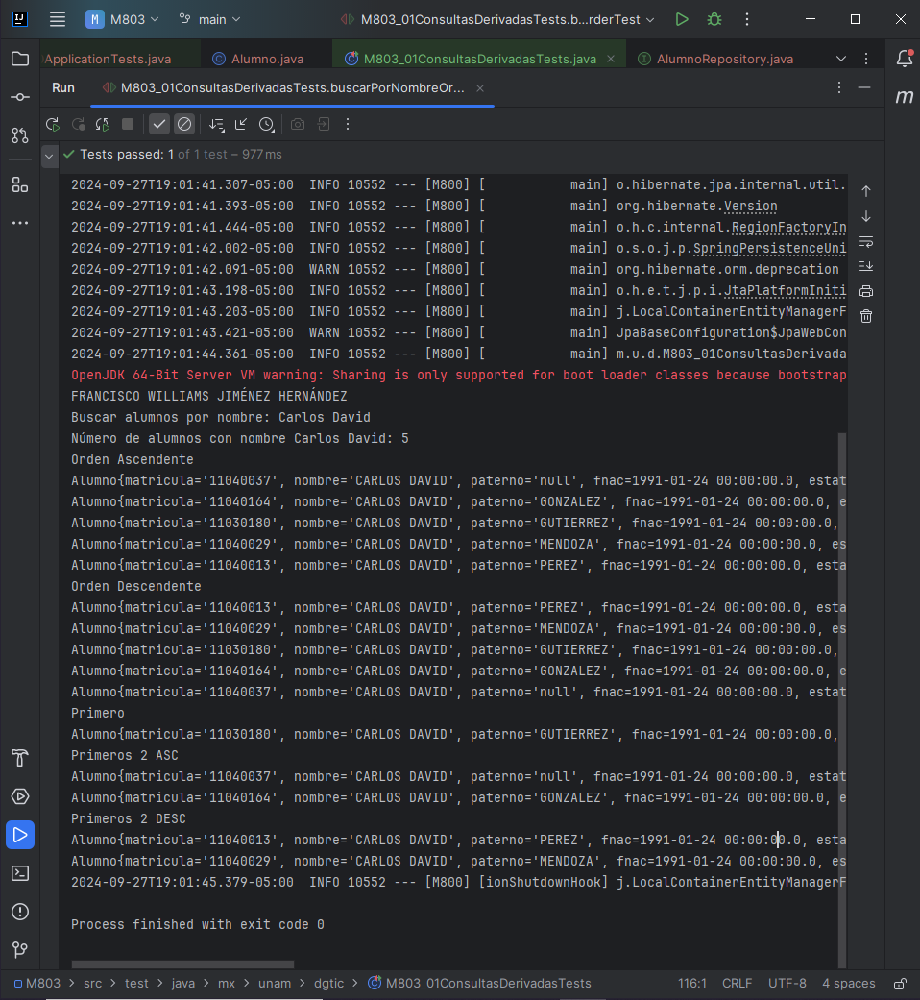 M M803 main M803_01ConsultasDerivadasTests.b...rderTest
ApplicationTests.java Alumno.java M803_01ConsultasDerivadasTests.java AlumnoRepository.java
Run M803_01ConsultasDerivadasTests.buscarPorNombreOr...
Tests passed: 1 of 1 test – 977 ms
2024-09-27T19:01:41.307-05:00  INFO 10552 --- [M800] [           main] o.hibernate.jpa.internal.util.
2024-09-27T19:01:41.393-05:00  INFO 10552 --- [M800] [           main] org.hibernate.Version
2024-09-27T19:01:41.444-05:00  INFO 10552 --- [M800] [           main] o.h.c.internal.RegionFactoryIn
2024-09-27T19:01:42.002-05:00  INFO 10552 --- [M800] [           main] o.s.o.j.p.SpringPersistenceUni
2024-09-27T19:01:42.091-05:00  WARN 10552 --- [M800] [           main] org.hibernate.orm.deprecation
2024-09-27T19:01:43.198-05:00  INFO 10552 --- [M800] [           main] o.h.e.t.j.p.i.JtaPlatformIniti
2024-09-27T19:01:43.203-05:00  INFO 10552 --- [M800] [           main] j.LocalContainerEntityManagerF
2024-09-27T19:01:43.421-05:00  WARN 10552 --- [M800] [           main] JpaBaseConfiguration$JpaWebCon
2024-09-27T19:01:44.361-05:00  INFO 10552 --- [M800] [           main] m.u.d.M803_01ConsultasDerivada
OpenJDK 64-Bit Server VM warning: Sharing is only supported for boot loader classes because bootstrap
FRANCISCO WILLIAMS JIMÉNEZ HERNÁNDEZ
Buscar alumnos por nombre: Carlos David
Número de alumnos con nombre Carlos David: 5
Orden Ascendente
Alumno{matricula='11040037', nombre='CARLOS DAVID', paterno='null', fnac=1991-01-24 00:00:00.0, estat
Alumno{matricula='11040164', nombre='CARLOS DAVID', paterno='GONZALEZ', fnac=1991-01-24 00:00:00.0, e
Alumno{matricula='11030180', nombre='CARLOS DAVID', paterno='GUTIERREZ', fnac=1991-01-24 00:00:00.0,
Alumno{matricula='11040029', nombre='CARLOS DAVID', paterno='MENDOZA', fnac=1991-01-24 00:00:00.0, es
Alumno{matricula='11040013', nombre='CARLOS DAVID', paterno='PEREZ', fnac=1991-01-24 00:00:00.0, esta
Orden Descendente
Alumno{matricula='11040013', nombre='CARLOS DAVID', paterno='PEREZ', fnac=1991-01-24 00:00:00.0, esta
Alumno{matricula='11040029', nombre='CARLOS DAVID', paterno='MENDOZA', fnac=1991-01-24 00:00:00.0, es
Alumno{matricula='11030180', nombre='CARLOS DAVID', paterno='GUTIERREZ', fnac=1991-01-24 00:00:00.0,
Alumno{matricula='11040164', nombre='CARLOS DAVID', paterno='GONZALEZ', fnac=1991-01-24 00:00:00.0, e
Alumno{matricula='11040037', nombre='CARLOS DAVID', paterno='null', fnac=1991-01-24 00:00:00.0, estat
Primero
Alumno{matricula='11030180', nombre='CARLOS DAVID', paterno='GUTIERREZ', fnac=1991-01-24 00:00:00.0,
Primeros 2 ASC
Alumno{matricula='11040037', nombre='CARLOS DAVID', paterno='null', fnac=1991-01-24 00:00:00.0, estat
Alumno{matricula='11040164', nombre='CARLOS DAVID', paterno='GONZALEZ', fnac=1991-01-24 00:00:00.0, e
Primeros 2 DESC
Alumno{matricula='11040013', nombre='CARLOS DAVID', paterno='PEREZ', fnac=1991-01-24 00:00:00.0, esta
Alumno{matricula='11040029', nombre='CARLOS DAVID', paterno='MENDOZA', fnac=1991-01-24 00:00:00.0, es
2024-09-27T19:01:45.379-05:00  INFO 10552 --- [M800] [ionShutdownHook] j.LocalContainerEntityManagerF
Process finished with exit code 0
M803 > src > test > java > mx > unam > dgtic > M803_01ConsultasDerivadasTests 116:1 CRLF UTF-8 4 spaces